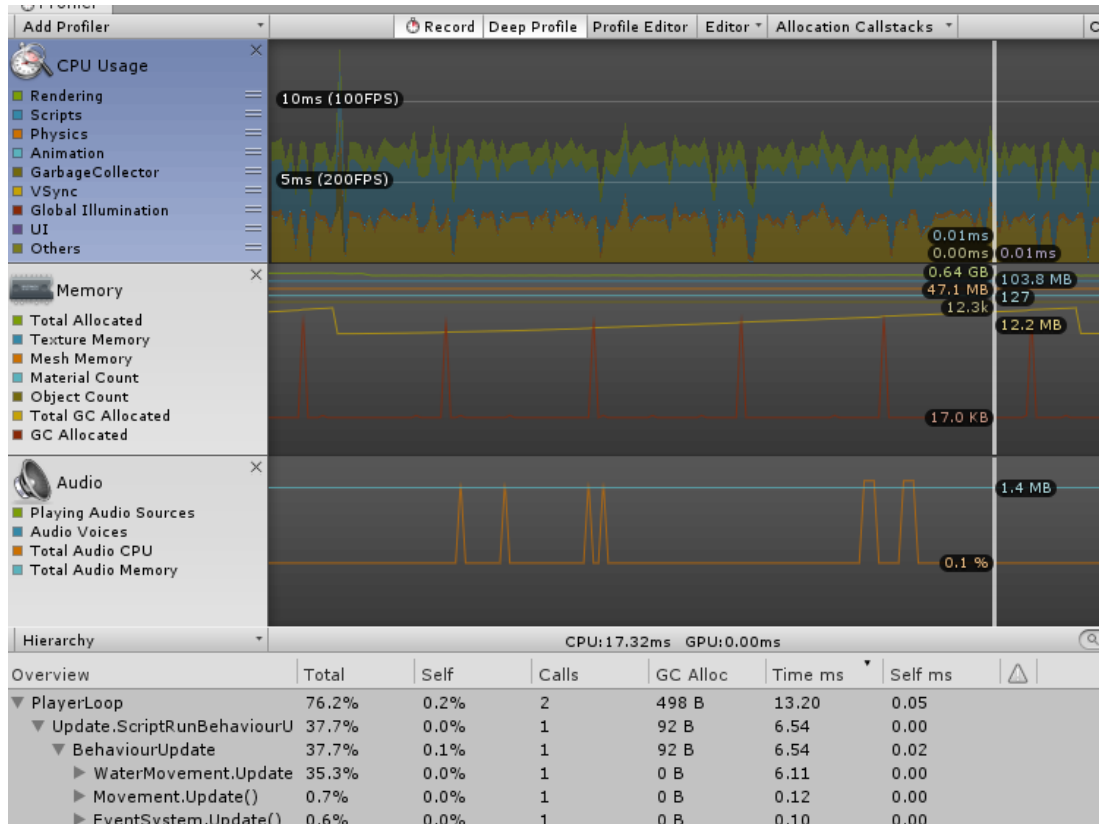 Profiler
Add Profiler Record Deep Profile Profile Editor Editor Allocation Callstacks
CPU Usage
Rendering
Scripts
Physics
Animation
GarbageCollector
VSync
Global Illumination
UI
Others
10ms (100FPS)
5ms (200FPS)
0.01ms
0.00ms 0.01ms
Memory
Total Allocated
Texture Memory
Mesh Memory
Material Count
Object Count
Total GC Allocated
GC Allocated
0.64 GB
103.8 MB
47.1 MB
127
12.3k
12.2 MB
17.0 KB
Audio
Playing Audio Sources
Audio Voices
Total Audio CPU
Total Audio Memory
1.4 MB
0.1 %
Hierarchy CPU:17.32ms GPU:0.00ms
Overview Total Self Calls GC Alloc Time ms Self ms
PlayerLoop 76.2% 0.2% 2 498 B 13.20 0.05
Update.ScriptRunBehaviourU 37.7% 0.0% 1 92 B 6.54 0.00
BehaviourUpdate 37.7% 0.1% 1 92 B 6.54 0.02
WaterMovement.Update 35.3% 0.0% 1 0 B 6.11 0.00
Movement.Update() 0.7% 0.0% 1 0 B 0.12 0.00
EventSystem.Update() 0.6% 0.0% 1 0 B 0.10 0.00